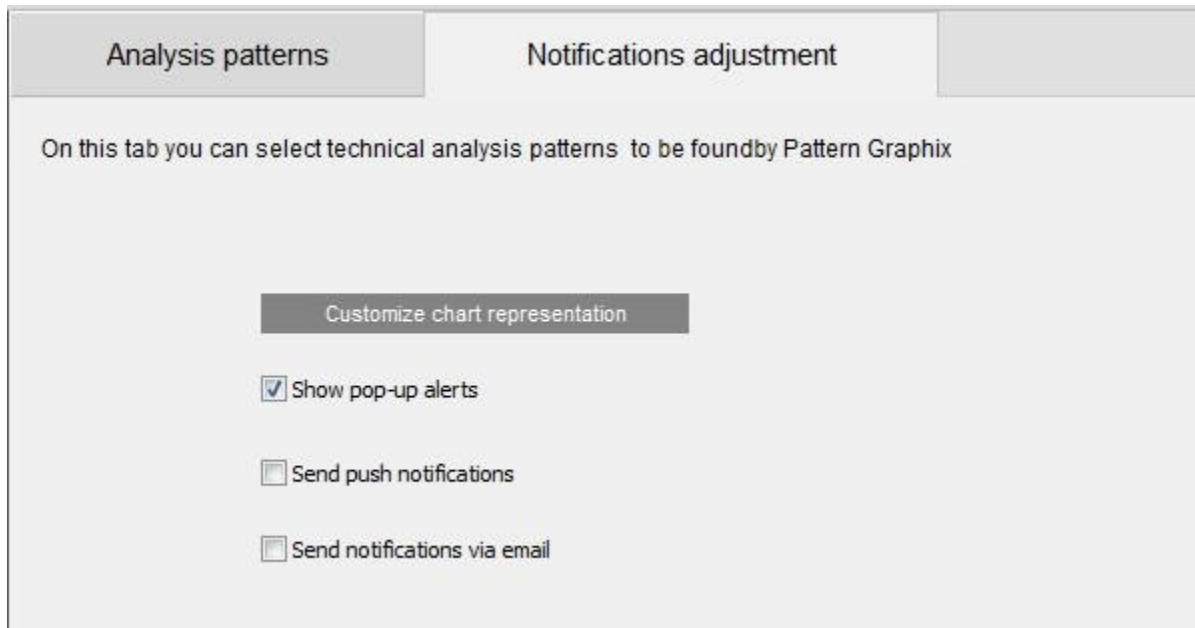 Analysis patterns
Notifications adjustment
On this tab you can select technical analysis patterns to be foundby Pattern Graphix
Customize chart representation
Show pop-up alerts
Send push notifications
Send notifications via email